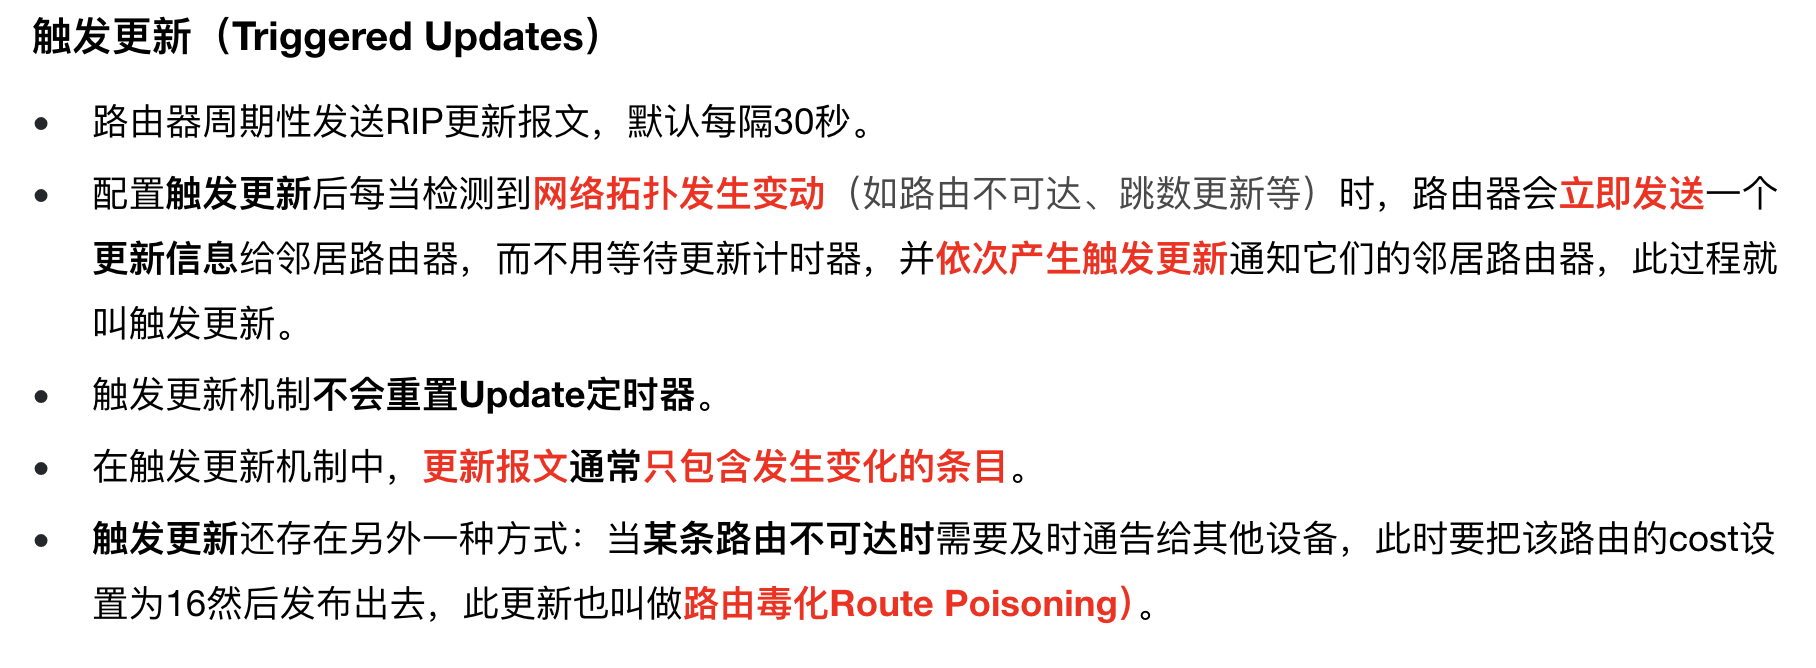 触发更新（Triggered Updates）
• 路由器周期性发送RIP更新报文，默认每隔30秒。
• 配置触发更新后每当检测到网络拓扑发生变动（如路由不可达、跳数更新等）时，路由器会立即发送一个
更新信息给邻居路由器，而不用等待更新计时器，并依次产生触发更新通知它们的邻居路由器，此过程就
叫触发更新。
• 触发更新机制不会重置Update定时器。
• 在触发更新机制中，更新报文通常只包含发生变化的条目。
• 触发更新还存在另外一种方式：当某条路由不可达时需要及时通告给其他设备，此时要把该路由的cost设
置为16然后发布出去，此更新也叫做路由毒化Route Poisoning）。